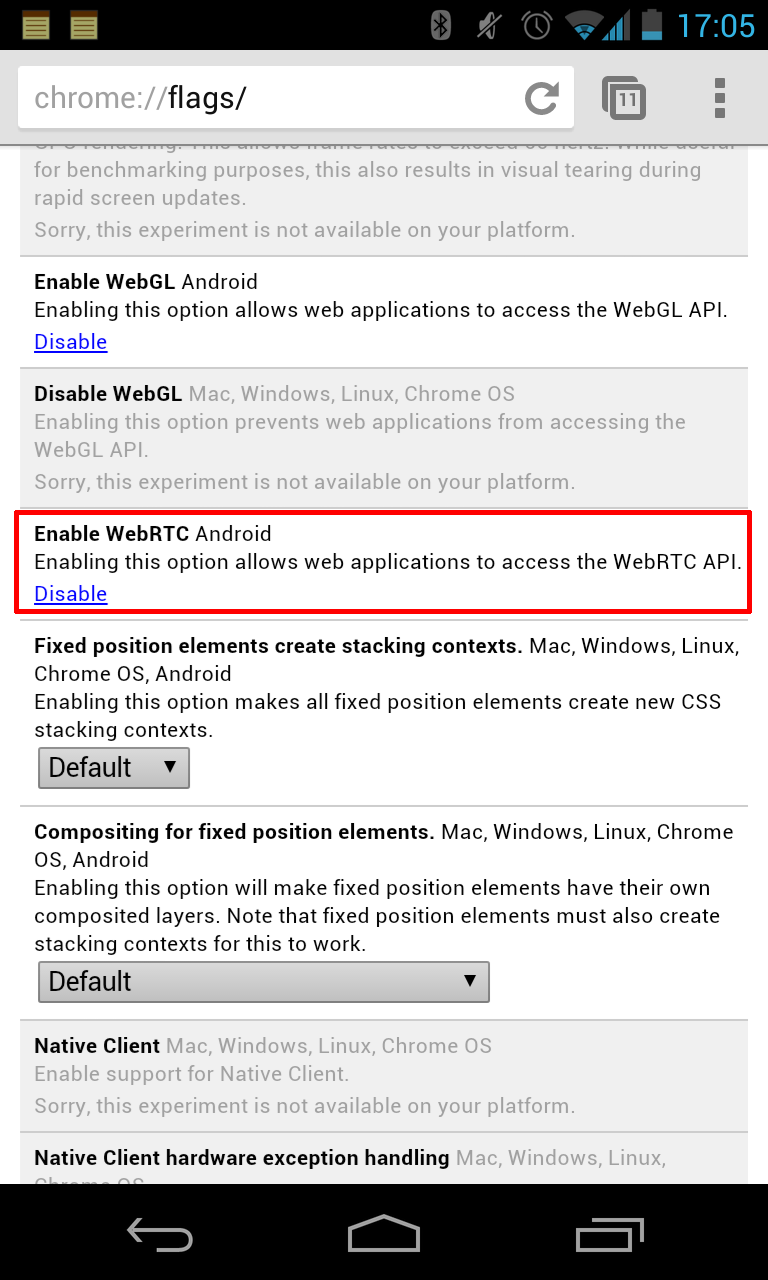 17:05
chrome://flags/
11
for benchmarking purposes, this also results in visual tearing during
rapid screen updates.
Sorry, this experiment is not available on your platform.
Enable WebGL Android
Enabling this option allows web applications to access the WebGL API.
Disable
Disable WebGL Mac, Windows, Linux, Chrome OS
Enabling this option prevents web applications from accessing the
WebGL API.
Sorry, this experiment is not available on your platform.
Enable WebRTC Android
Enabling this option allows web applications to access the WebRTC API.
Disable
Fixed position elements create stacking contexts. Mac, Windows, Linux,
Chrome OS, Android
Enabling this option makes all fixed position elements create new CSS
stacking contexts.
Default
Compositing for fixed position elements. Mac, Windows, Linux, Chrome
OS, Android
Enabling this option will make fixed position elements have their own
composited layers. Note that fixed position elements must also create
stacking contexts for this to work.
Default
Native Client Mac, Windows, Linux, Chrome OS
Enable support for Native Client.
Sorry, this experiment is not available on your platform.
Native Client hardware exception handling Mac, Windows, Linux,
Chrome OS